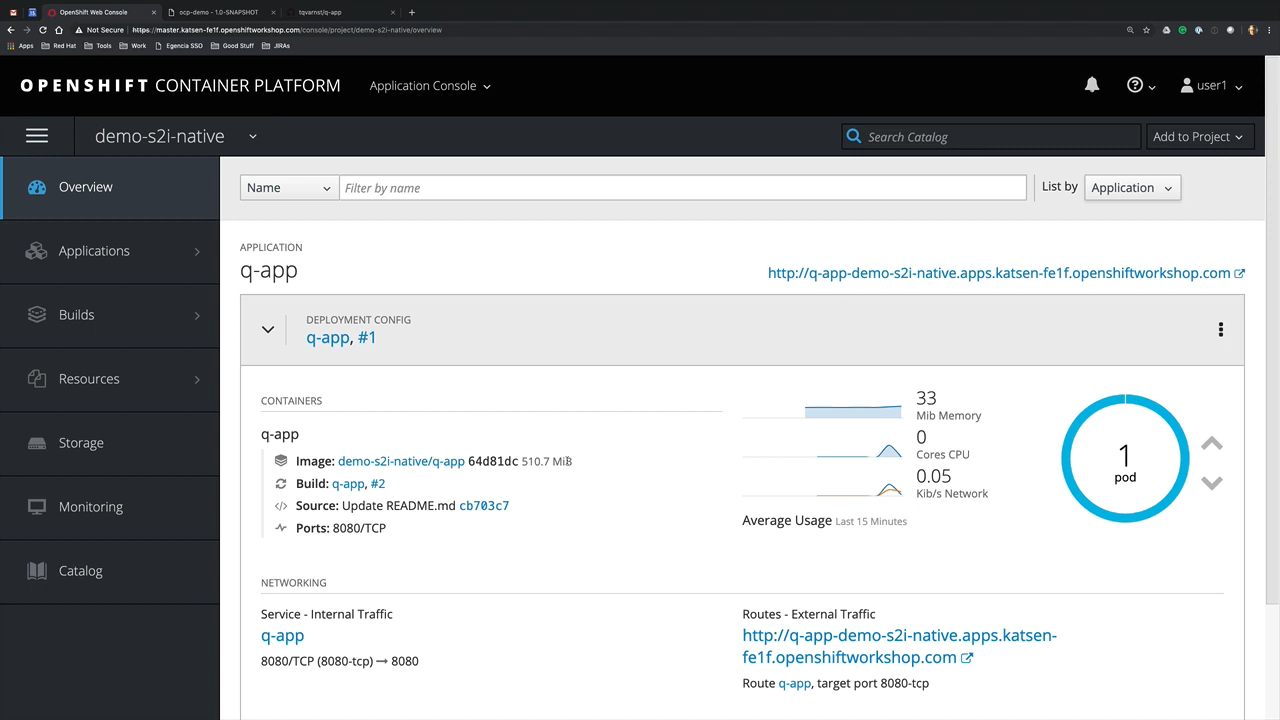 OpenShift Web Console
ocp-demo - 1.0-SNAPSHOT
tqvarnst/q-app
Not Secure
https://master.katsen-fe1f.openshiftworkshop.com/console/project/demo-s2i-native/overview
Apps
Red Hat
Tools
Work
Egencia SSO
Good Stuff
JIRAs
OPENSHIFT CONTAINER PLATFORM
Application Console
user1
demo-s2i-native
Search Catalog
Add to Project
Overview
Applications
Builds
Resources
Storage
Monitoring
Catalog
Name
Filter by name
List by
Application
APPLICATION
q-app
http://q-app-demo-s2i-native.apps.katsen-fe1f.openshiftworkshop.com
DEPLOYMENT CONFIG
q-app, #1
CONTAINERS
q-app
Image: demo-s2i-native/q-app 64d81dc 510.7 MiB
Build: q-app, #2
Source: Update README.md cb703c7
Ports: 8080/TCP
33
Mib Memory
0
Cores CPU
0.05
Kib/s Network
Average Usage Last 15 Minutes
1
pod
NETWORKING
Service - Internal Traffic
q-app
8080/TCP (8080-tcp) → 8080
Routes - External Traffic
http://q-app-demo-s2i-native.apps.katsen-
fe1f.openshiftworkshop.com
Route q-app, target port 8080-tcp